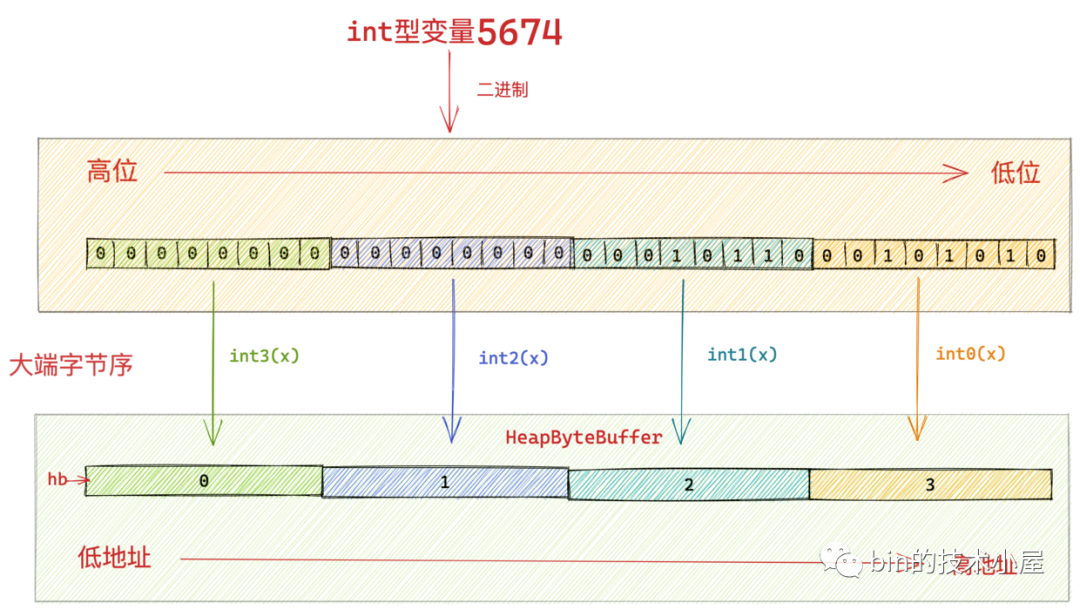 int型变量5674
二进制
高位
低位
0 0 0 0 0 0 0 0 0 0 0 0 0 0 0 0 0 0 0 1 0 1 1 0 0 0 1 0 1 0 1 0
大端字节序
int3(x)
int2(x)
int1(x)
int0(x)
HeapByteBuffer
hb
0 1 2 3
低地址
高地址
bin的技术小屋